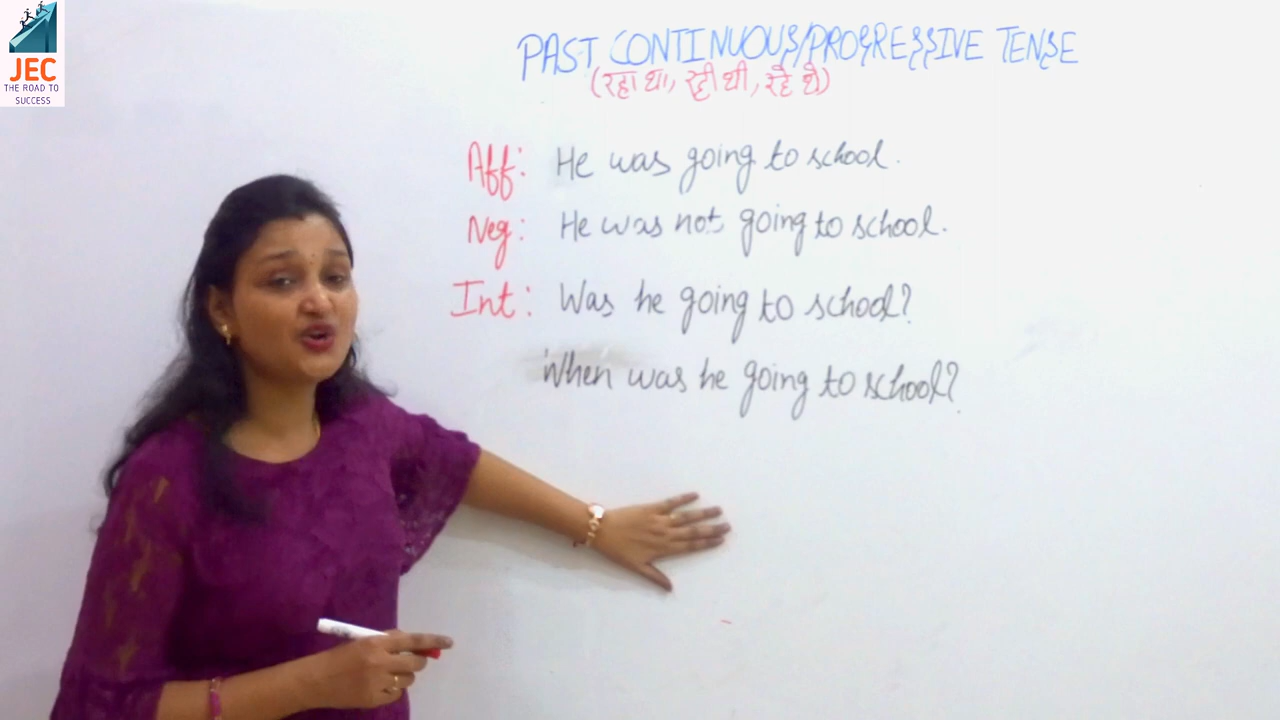 JEC
THE ROAD TO
SUCCESS
PAST CONTINUOUS/PROGRESSIVE TENSE
(रहा था, रही थी, रहे थे)
Aff: He was going to school.
Neg: He was not going to school.
Int: Was he going to school?
When was he going to school?